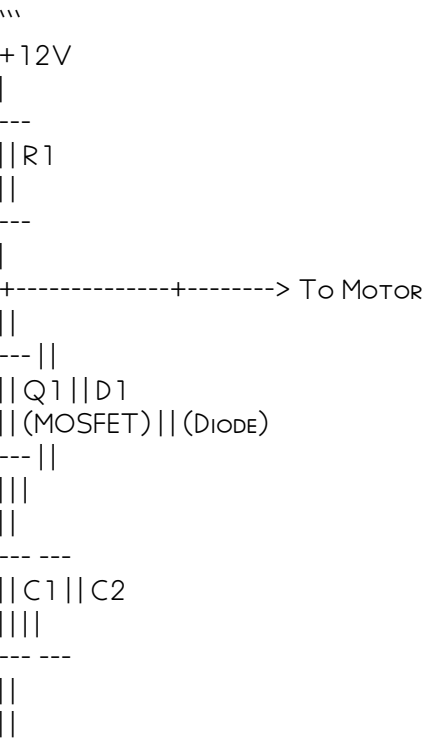 ```
+12V
|
---
||R1
||
---
|
+--------------+--------> To Motor
||
--- ||
||Q1||D1
||(MOSFET)||(Diode)
--- ||
|||
||
--- ---
||C1||C2
||||
--- ---
||
||